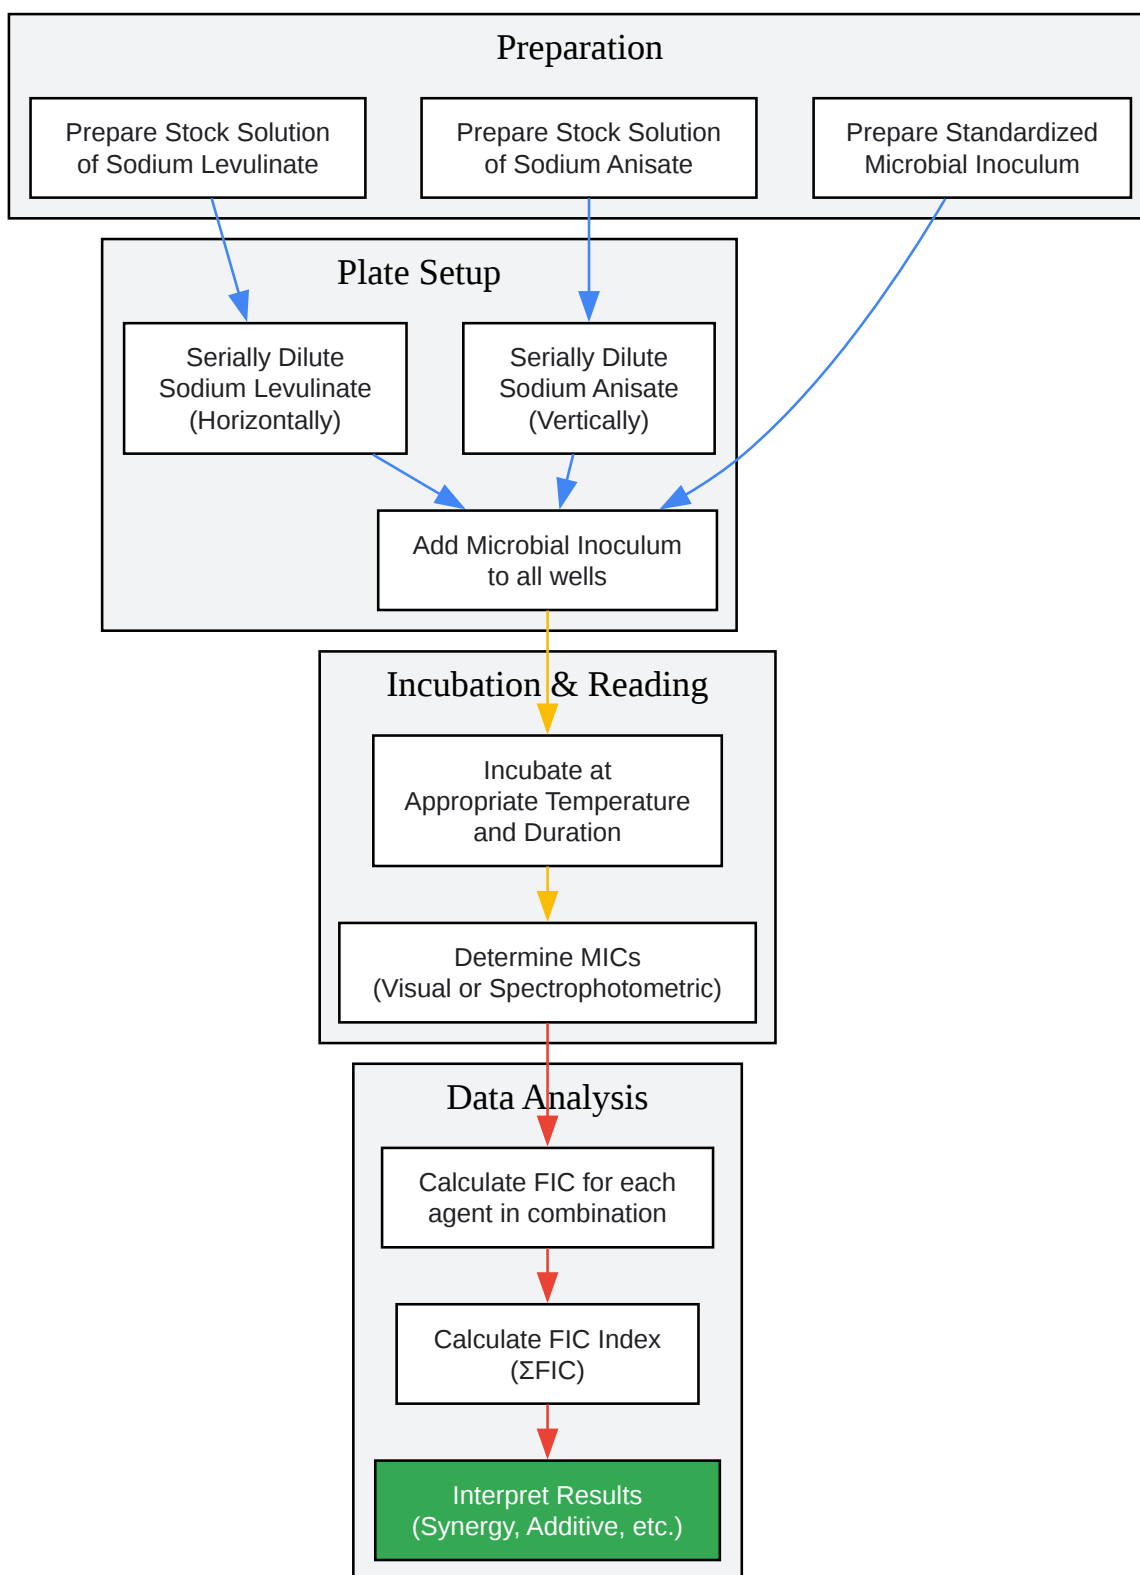 Preparation
Prepare Stock Solution
of Sodium Levulinate
Prepare Stock Solution
of Sodium Anisate
Prepare Standardized
Microbial Inoculum
Plate Setup
Serially Dilute
Sodium Levulinate
(Horizontally)
Serially Dilute
Sodium Anisate
(Vertically)
Add Microbial Inoculum
to all wells
Incubation & Reading
Incubate at
Appropriate Temperature
and Duration
Determine MICs
(Visual or Spectrophotometric)
Data Analysis
Calculate FIC for each
agent in combination
Calculate FIC Index
(ΣFIC)
Interpret Results
(Synergy, Additive, etc.)